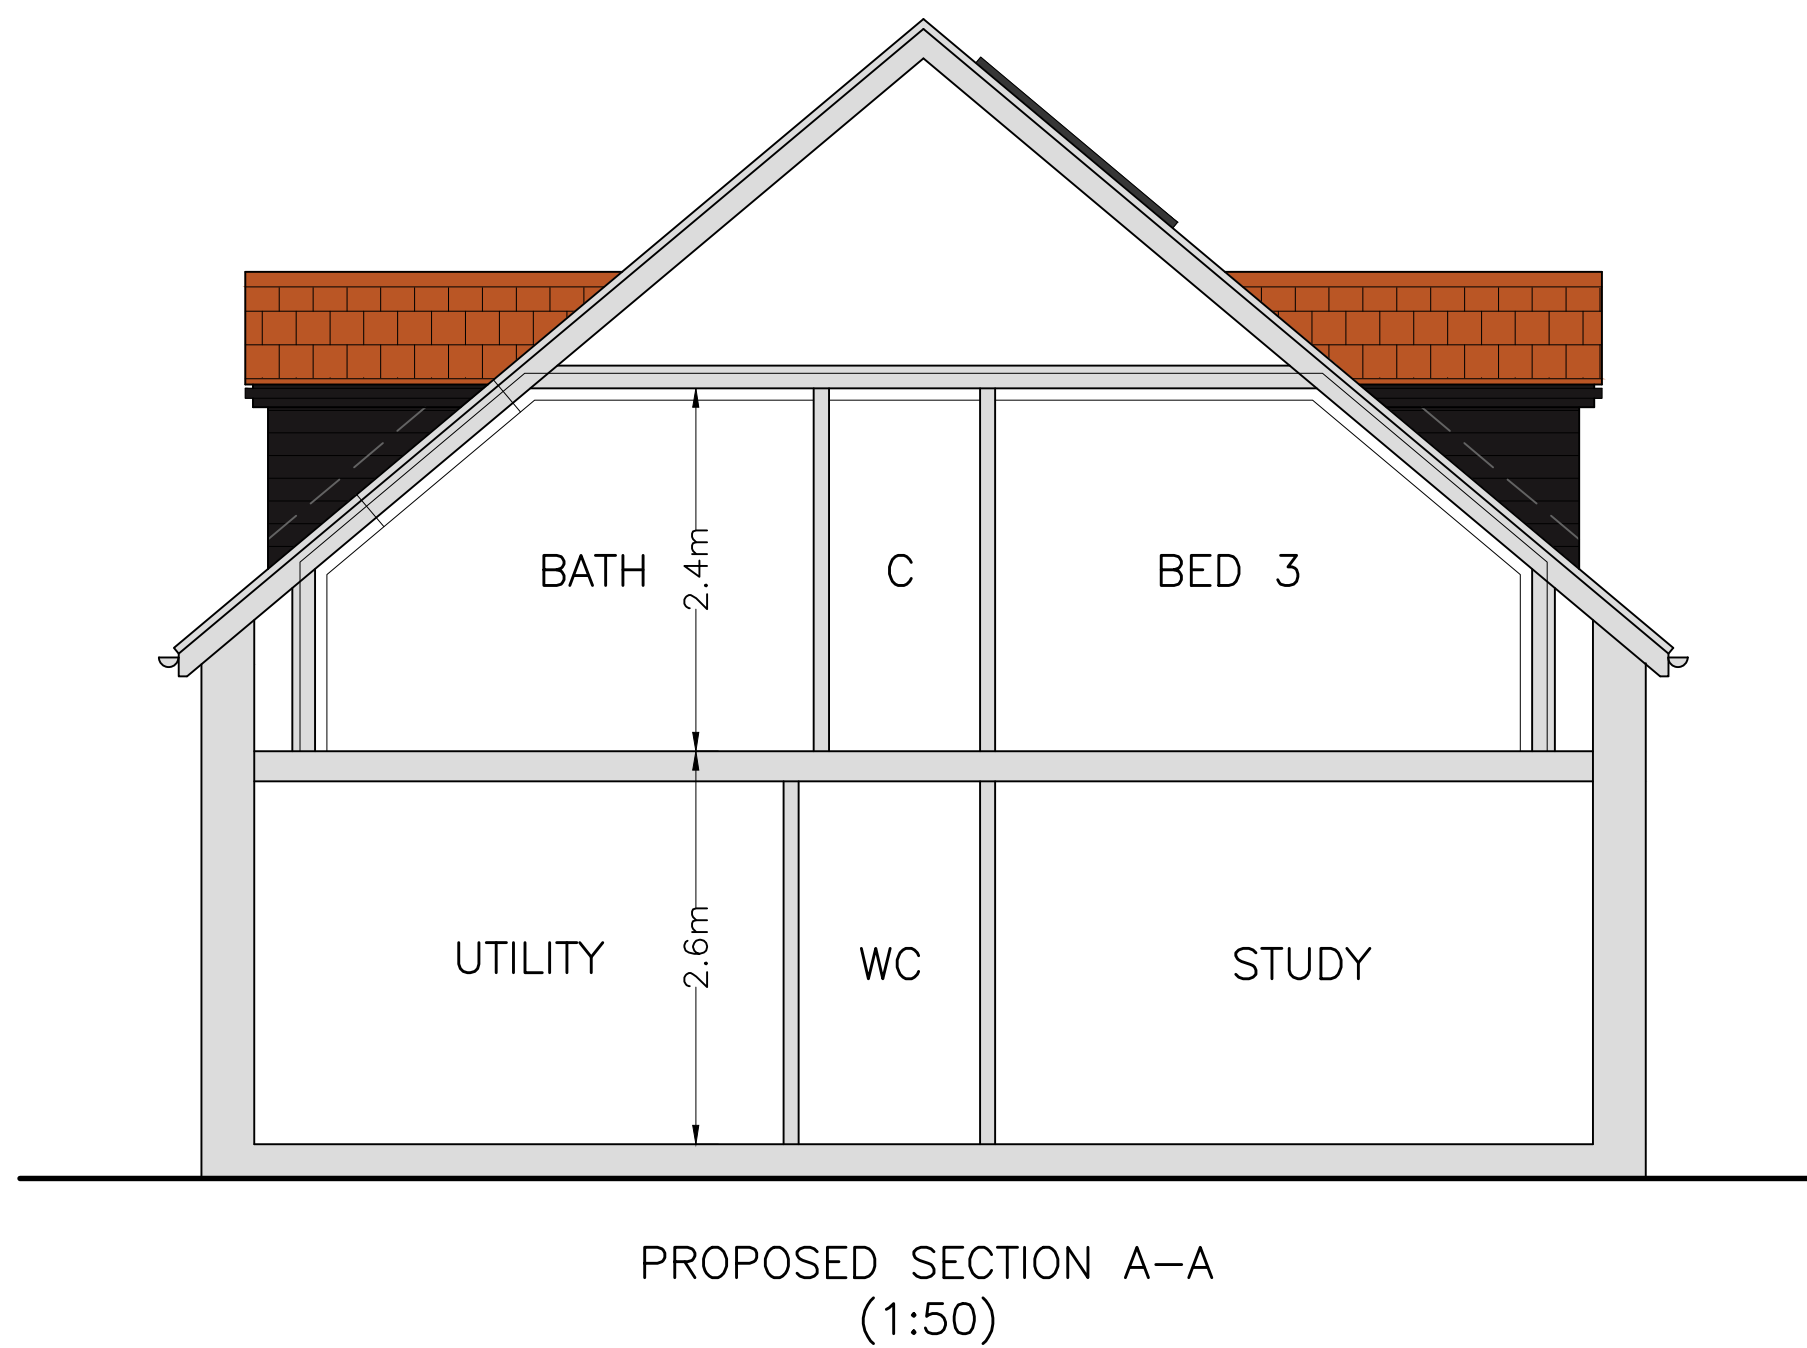 BATH
2.4m
C
BED 3
UTILITY
2.6m
WC
STUDY
PROPOSED SECTION A-A
(1:50)